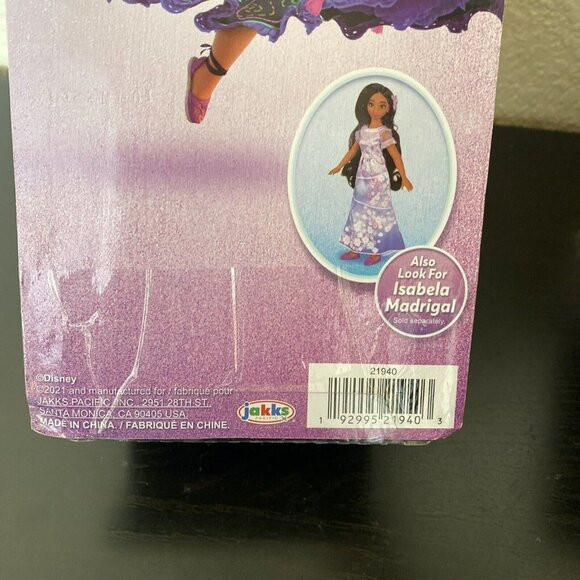 Also
Look For
Isabela
Madrigal
Sold separately.
©Disney
©2021 and manufactured for / fabriqué pour
JAKKS PACIFIC, INC. 2951 28TH ST.
SANTA MONICA, CA 90405 USA.
MADE IN CHINA. / FABRIQUÉ EN CHINE.
jakks
PACIFIC
21940
1 92995 21940 3